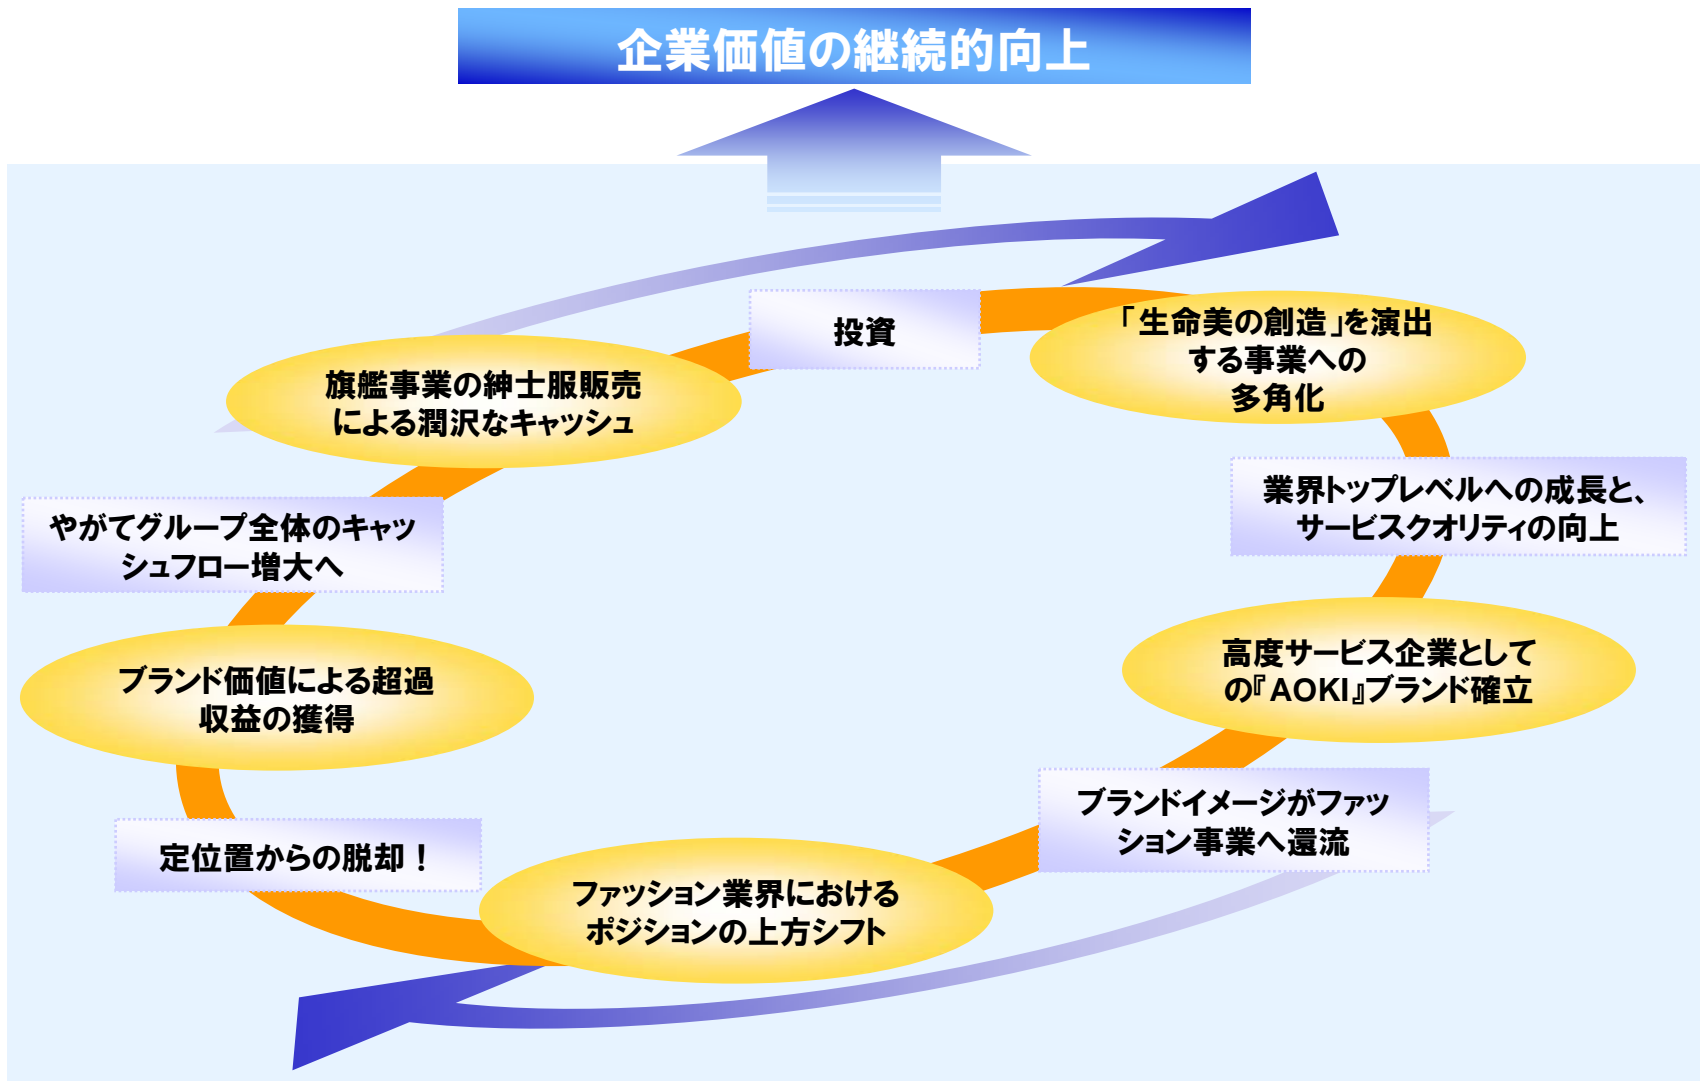 企業価値の継続的向上
投資
「生命美の創造」を演出
する事業への
多角化
旗艦事業の紳士服販売
による潤沢なキャッシュ
業界トップレベルへの成長と、
サービスクオリティの向上
やがてグループ全体のキャッ
シュフロー増大へ
高度サービス企業として
の『AOKI』ブランド確立
ブランド価値による超過
収益の獲得
ブランドイメージがファッ
ション事業へ還流
定位置からの脱却！
ファッション業界における
ポジションの上方シフト